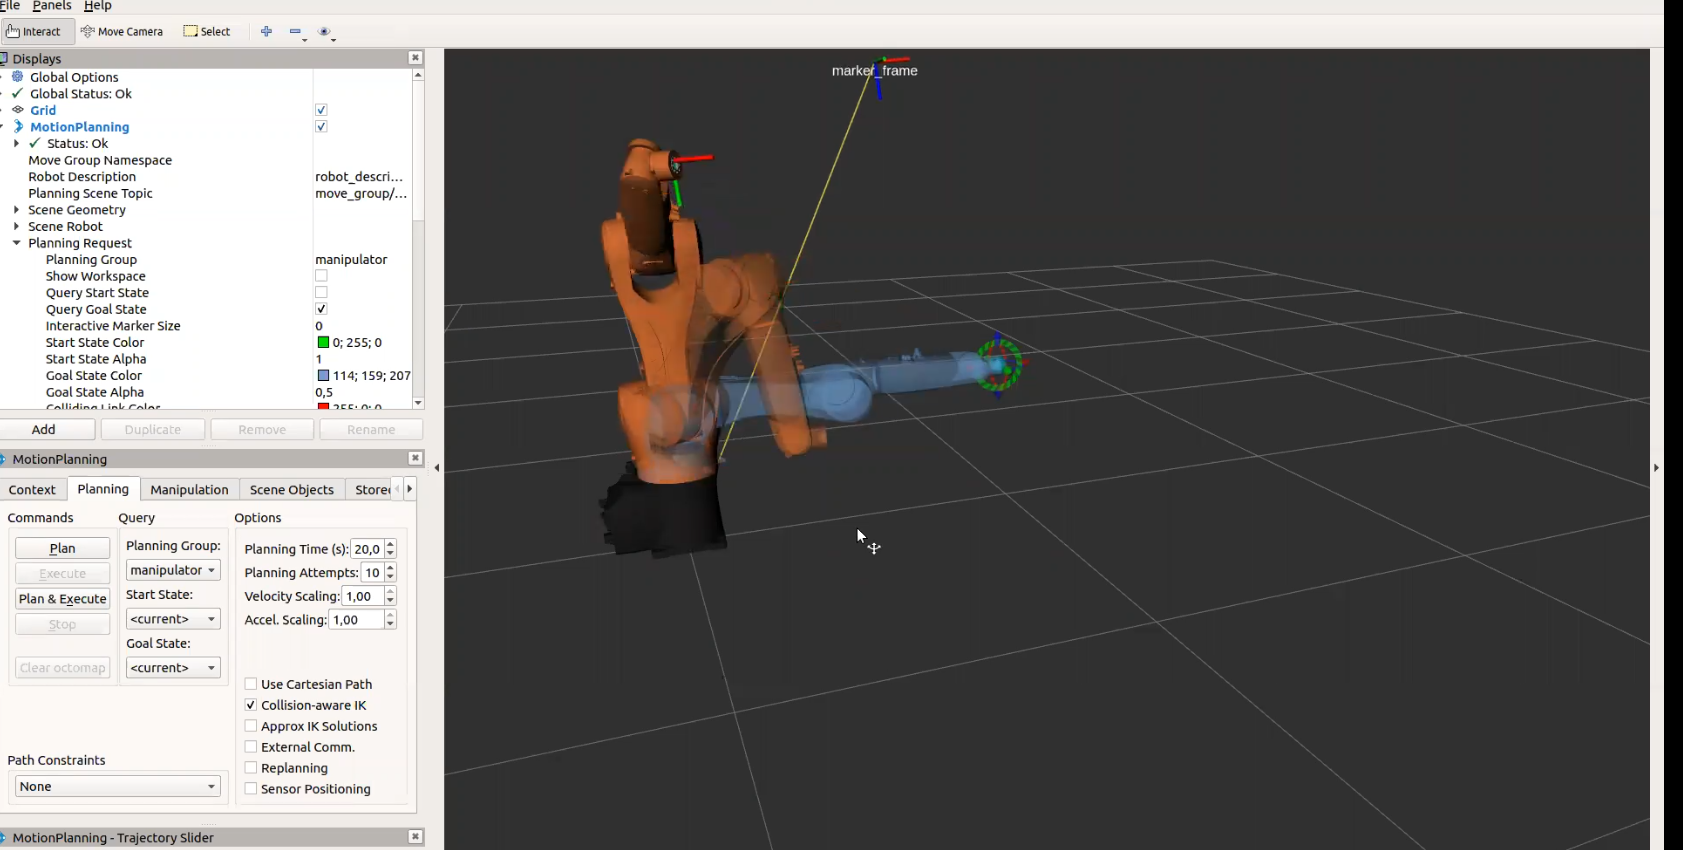 File Panels Help
Interact Move Camera Select
Displays
Global Options
Global Status: Ok
Grid
MotionPlanning
Status: Ok
Move Group Namespace
Robot Description robot_descri...
Planning Scene Topic move_group/...
Scene Geometry
Scene Robot
Planning Request
Planning Group manipulator
Show Workspace
Query Start State
Query Goal State
Interactive Marker Size 0
Start State Color 0; 255; 0
Start State Alpha 1
Goal State Color 114; 159; 207
Goal State Alpha 0,5
Colliding Link Color 255; 0; 0
Add Duplicate Remove Rename
MotionPlanning
Context Planning Manipulation Scene Objects Store
Commands Query Options
Plan
Execute
Plan & Execute
Stop
Clear octomap
Planning Group:
manipulator
Start State:
<current>
Goal State:
<current>
Planning Time (s): 20,0
Planning Attempts: 10
Velocity Scaling: 1,00
Accel. Scaling: 1,00
Use Cartesian Path
Collision-aware IK
Approx IK Solutions
External Comm.
Replanning
Sensor Positioning
Path Constraints
None
MotionPlanning - Trajectory Slider
marker_frame